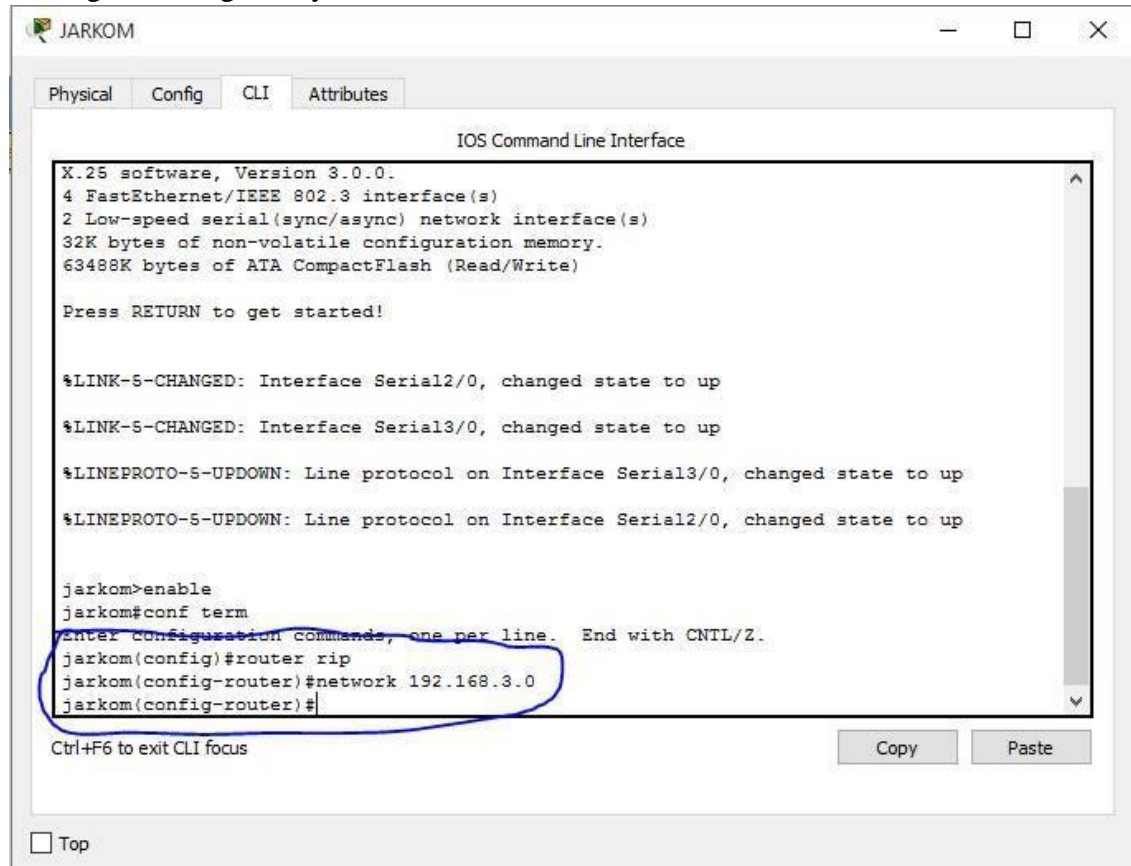 JARKOM
Physical Config CLI Attributes
IOS Command Line Interface
X.25 software, Version 3.0.0.
4 FastEthernet/IEEE 802.3 interface(s)
2 Low-speed serial(sync/async) network interface(s)
32K bytes of non-volatile configuration memory.
63488K bytes of ATA CompactFlash (Read/Write)
Press RETURN to get started!
%LINK-5-CHANGED: Interface Serial2/0, changed state to up
%LINK-5-CHANGED: Interface Serial3/0, changed state to up
%LINEPROTO-5-UPDOWN: Line protocol on Interface Serial3/0, changed state to up
%LINEPROTO-5-UPDOWN: Line protocol on Interface Serial2/0, changed state to up
jarkom>enable
jarkom#conf term
Enter configuration commands, one per line. End with CNTL/Z.
jarkom(config)#router rip
jarkom(config-router)#network 192.168.3.0
jarkom(config-router)#
Ctrl+F6 to exit CLI focus
Copy Paste
Top